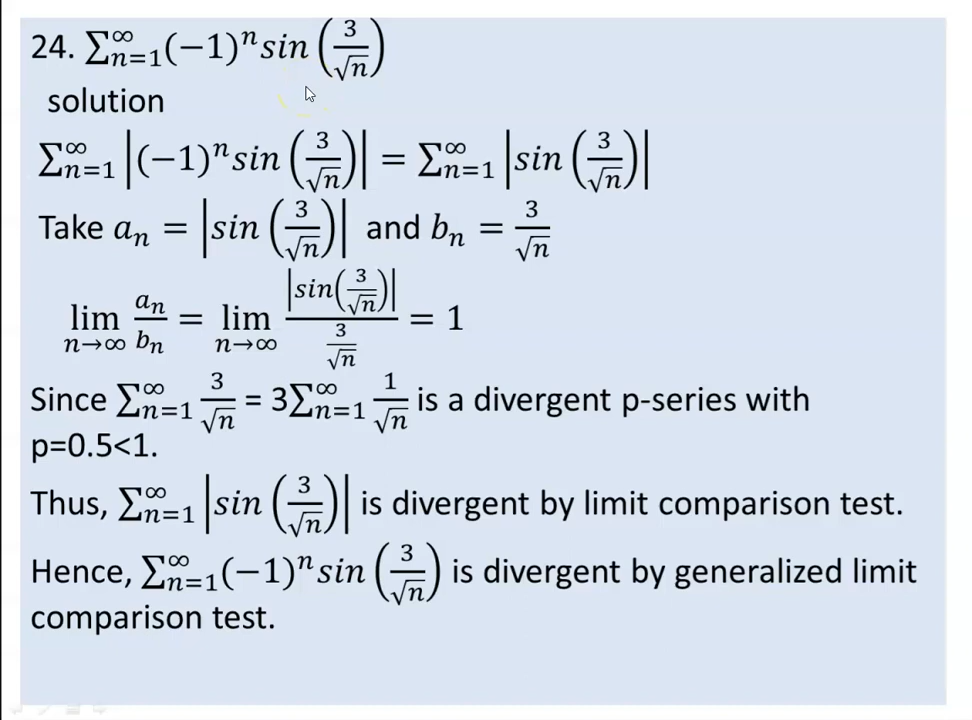 24. ∑_{n=1}^{∞}(−1)^n sin(3/√n)
solution
∑_{n=1}^{∞}|(−1)^n sin(3/√n)| = ∑_{n=1}^{∞}|sin(3/√n)|
Take a_n = |sin(3/√n)| and b_n = 3/√n
lim_{n→∞} a_n/b_n = lim_{n→∞} |sin(3/√n)|/(3/√n) = 1
Since ∑_{n=1}^{∞} 3/√n = 3∑_{n=1}^{∞} 1/√n is a divergent p-series with
p=0.5<1.
Thus, ∑_{n=1}^{∞}|sin(3/√n)| is divergent by limit comparison test.
Hence, ∑_{n=1}^{∞}(−1)^n sin(3/√n) is divergent by generalized limit
comparison test.